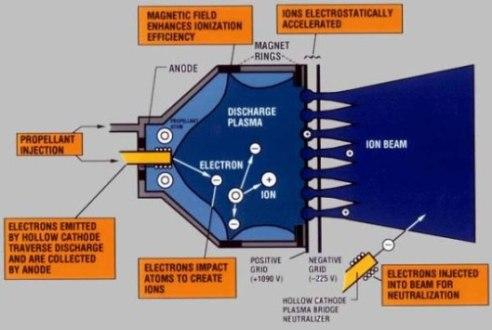 MAGNETIC FIELD
ENHANCES IONIZATION
EFFICIENCY
IONS ELECTROSTATICALLY
ACCELERATED
MAGNET
RINGS
ANODE
PROPELLANT
ATOM
DISCHARGE
PLASMA
PROPELLANT
INJECTION
ELECTRON
ION BEAM
ION
ELECTRONS EMITTED
BY HOLLOW CATHODE
TRAVERSE DISCHARGE
AND ARE COLLECTED
BY ANODE
ELECTRONS IMPACT
ATOMS TO CREATE
IONS
POSITIVE
GRID
(+1090 V)
NEGATIVE
GRID
(–225 V)
ELECTRONS INJECTED
INTO BEAM FOR
NEUTRALIZATION
HOLLOW CATHODE
PLASMA BRIDGE
NEUTRALIZER